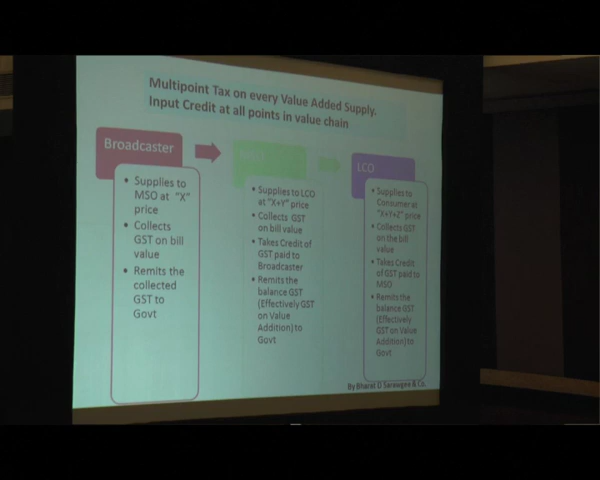 Multipoint Tax on every Value Added Supply.
Input Credit at all points in value chain
Broadcaster
• Supplies to
MSO at "X"
price
• Collects
GST on bill
value
• Remits the
collected
GST to
Govt
• Supplies to LCO
at "X+Y" price
• Collects GST
on bill value
• Takes Credit of
GST paid to
Broadcaster
• Remits the
balance GST
(Effectively GST
on Value
Addition) to
Govt
LCO
• Supplies to
Consumer at
"X+Y+Z" price
• Collects GST
on the bill
value
• Takes Credit
of GST paid to
MSO
• Remits the
balance GST
(Effectively
GST on Value
Addition) to
Govt
By Bharat D Sarawgee & Co.